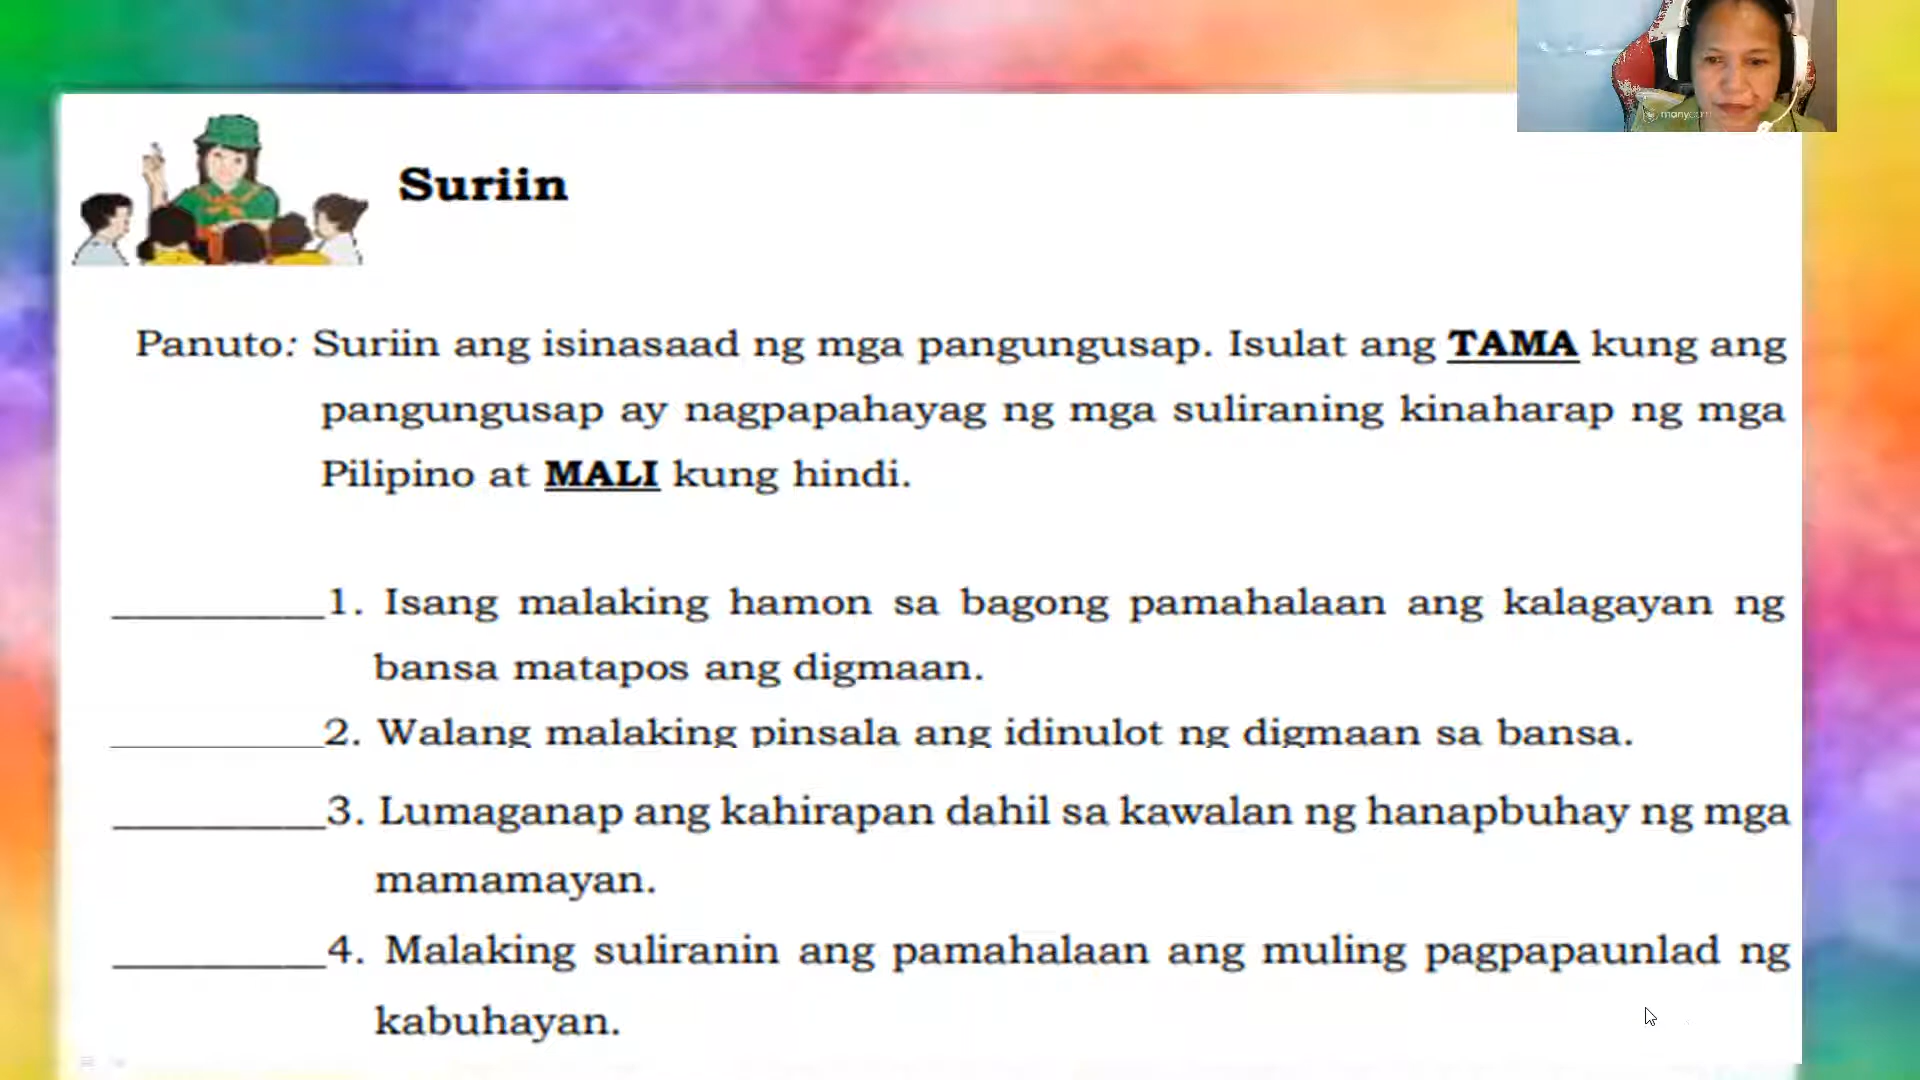 manycam
Suriin
Panuto: Suriin ang isinasaad ng mga pangungusap. Isulat ang TAMA kung ang
pangungusap ay nagpapahayag ng mga suliraning kinaharap ng mga
Pilipino at MALI kung hindi.
__________1. Isang malaking hamon sa bagong pamahalaan ang kalagayan ng
bansa matapos ang digmaan.
__________2. Walang malaking pinsala ang idinulot ng digmaan sa bansa.
__________3. Lumaganap ang kahirapan dahil sa kawalan ng hanapbuhay ng mga
mamamayan.
__________4. Malaking suliranin ang pamahalaan ang muling pagpapaunlad ng
kabuhayan.